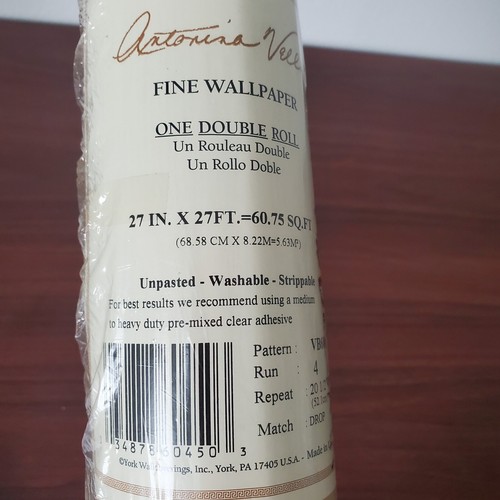 Antonina
FINE WALLPAPER
ONE DOUBLE ROLL
Un Rouleau Double
Un Rollo Doble
27 IN. X 27FT.=60.75 SQ.FT
(68.58 CM X 8.22M=5.63M²)
Unpasted - Washable - Strippable
For best results we recommend using a medium
to heavy duty pre-mixed clear adhesive
Pattern :
Run : 4
Repeat : 20 1/2
Match : DROP
34878 60450 3
©York Wallcoverings, Inc., York, PA 17405 U.S.A. - Made in